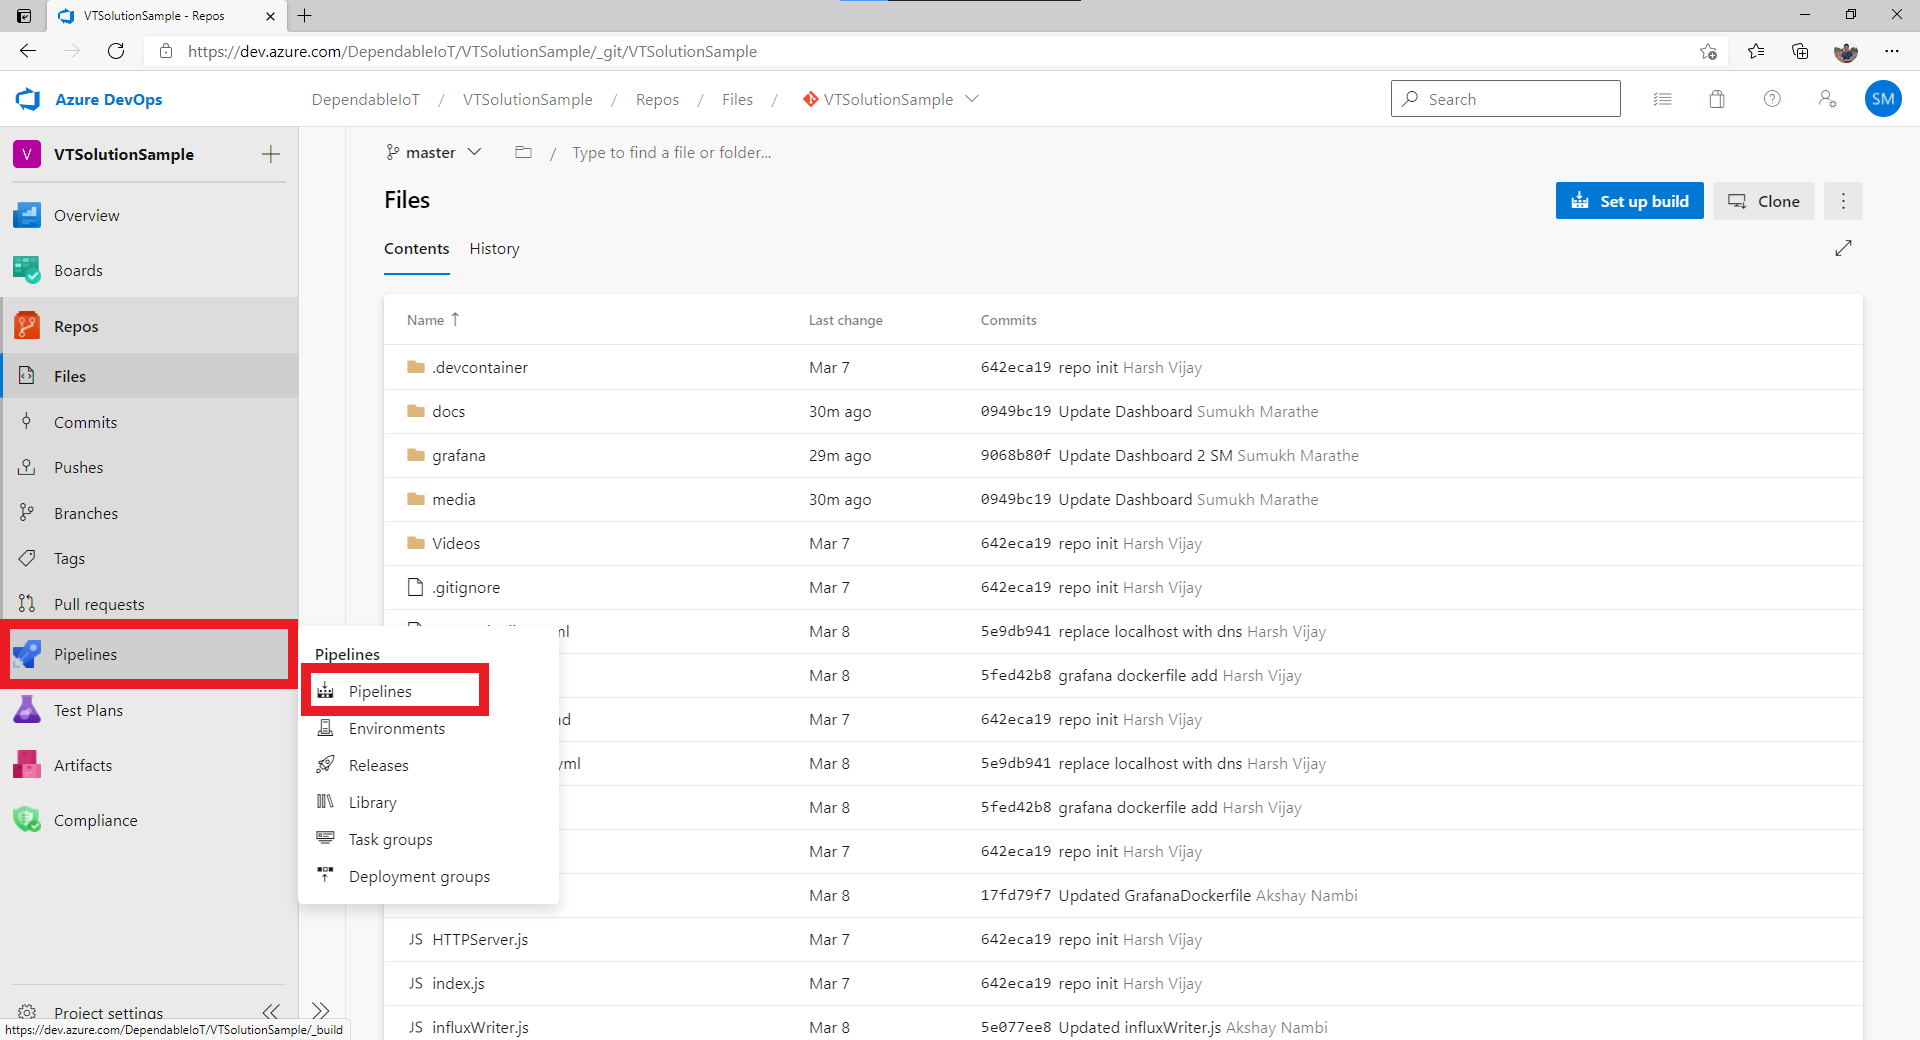 VTSolutionSample - Repos
https://dev.azure.com/DependableIoT/VTSolutionSample/_git/VTSolutionSample
Azure DevOps
DependableIoT / VTSolutionSample / Repos / Files / VTSolutionSample
Search
SM
V VTSolutionSample
Overview
Boards
Repos
Files
Commits
Pushes
Branches
Tags
Pull requests
Pipelines
Test Plans
Artifacts
Compliance
Project settings
https://dev.azure.com/DependableIoT/VTSolutionSample/_build
Pipelines
Pipelines
Environments
Releases
Library
Task groups
Deployment groups
master / Type to find a file or folder...
Files
Set up build
Clone
Contents History
Name Last change Commits
.devcontainer Mar 7 642eca19 repo init Harsh Vijay
docs 30m ago 0949bc19 Update Dashboard Sumukh Marathe
grafana 29m ago 9068b80f Update Dashboard 2 SM Sumukh Marathe
media 30m ago 0949bc19 Update Dashboard Sumukh Marathe
Videos Mar 7 642eca19 repo init Harsh Vijay
.gitignore Mar 7 642eca19 repo init Harsh Vijay
ml Mar 8 5e9db941 replace localhost with dns Harsh Vijay
Mar 8 5fed42b8 grafana dockerfile add Harsh Vijay
d Mar 7 642eca19 repo init Harsh Vijay
yml Mar 8 5e9db941 replace localhost with dns Harsh Vijay
Mar 8 5fed42b8 grafana dockerfile add Harsh Vijay
Mar 7 642eca19 repo init Harsh Vijay
Mar 8 17fd79f7 Updated GrafanaDockerfile Akshay Nambi
JS HTTPServer.js Mar 7 642eca19 repo init Harsh Vijay
JS index.js Mar 7 642eca19 repo init Harsh Vijay
JS influxWriter.js Mar 8 5e077ee8 Updated influxWriter.js Akshay Nambi